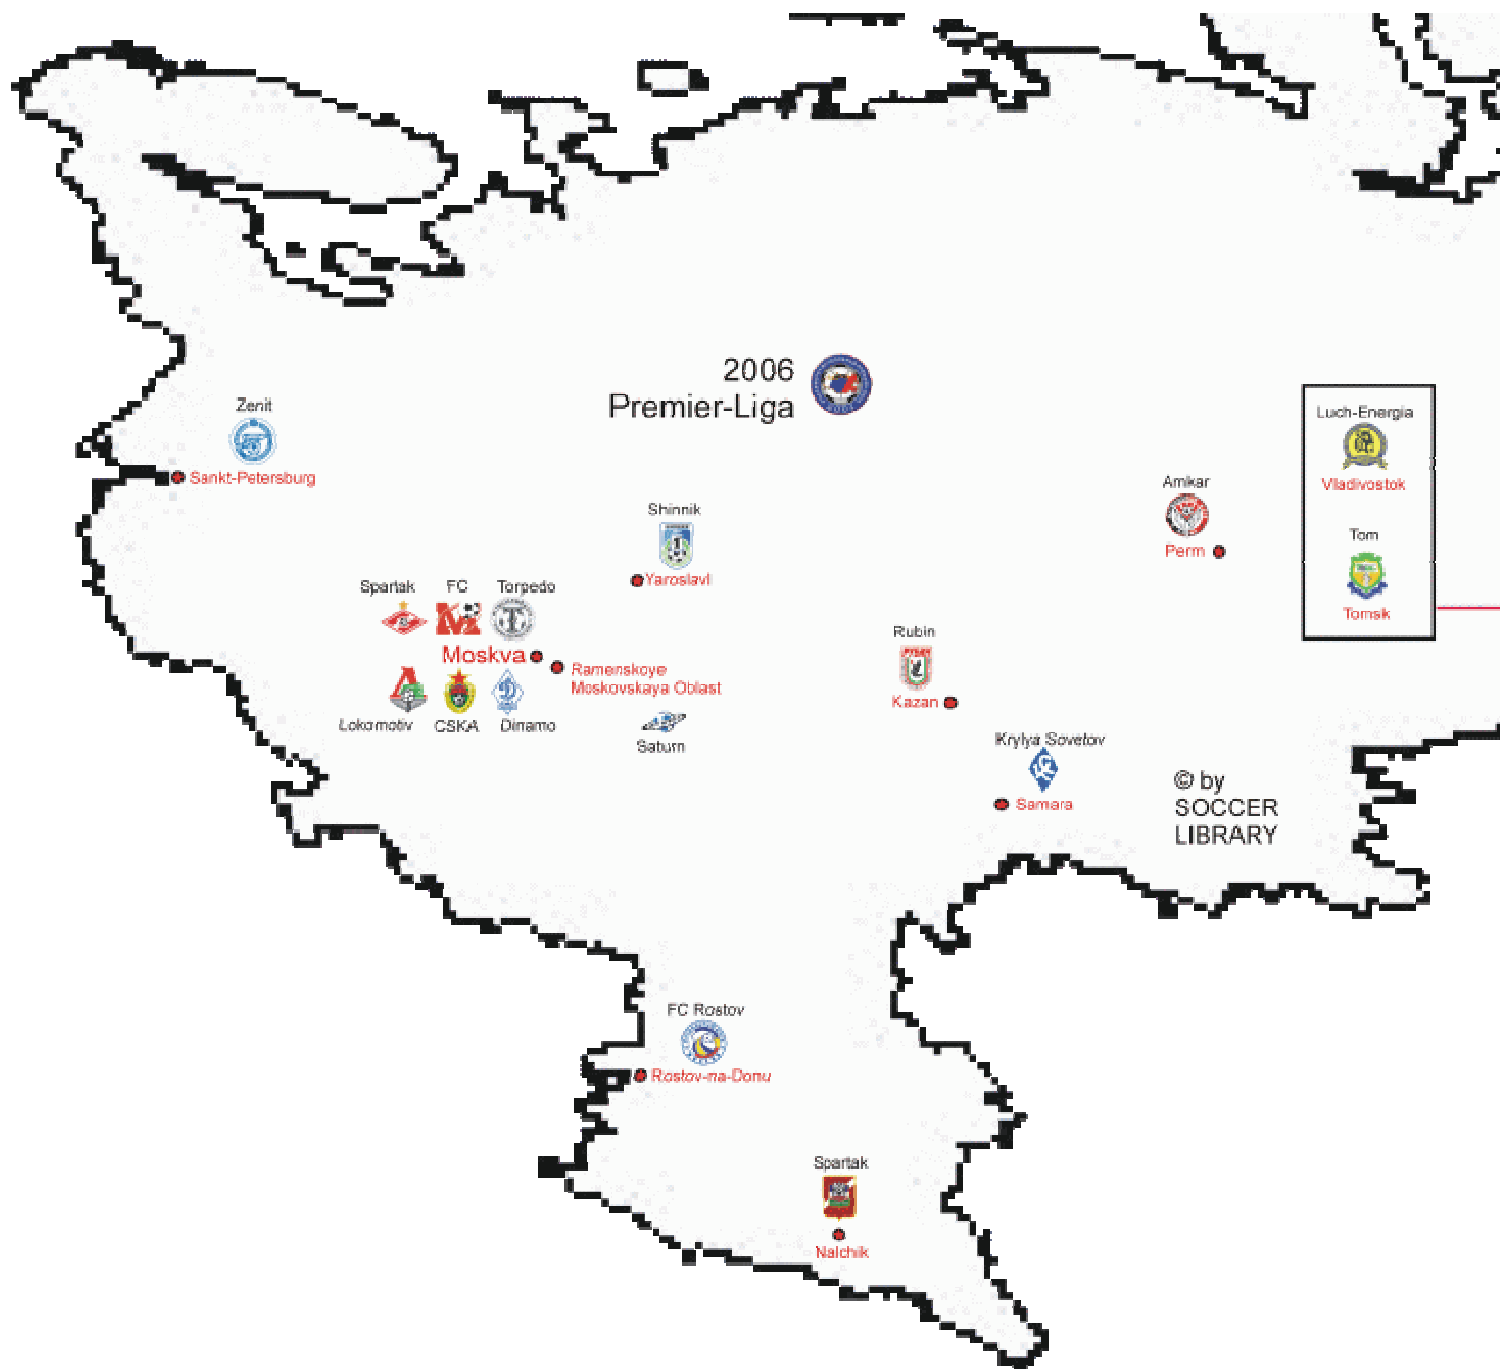 2006
Premier-Liga
Zenit
Sankt-Petersburg
Luch-Energia
Vladivostok
Tom
Tomsik
Amkar
Perm
Shinnik
Yaroslavl
Spartak
FC
Torpedo
Moskva
Ramenskoye
Moskovskaya Oblast
Lokomotiv
CSKA
Dinamo
Saturn
Rubin
Kazan
Krylya Sovetov
Samara
© by
SOCCER
LIBRARY
FC Rostov
Rostov-na-Donu
Spartak
Nalchik